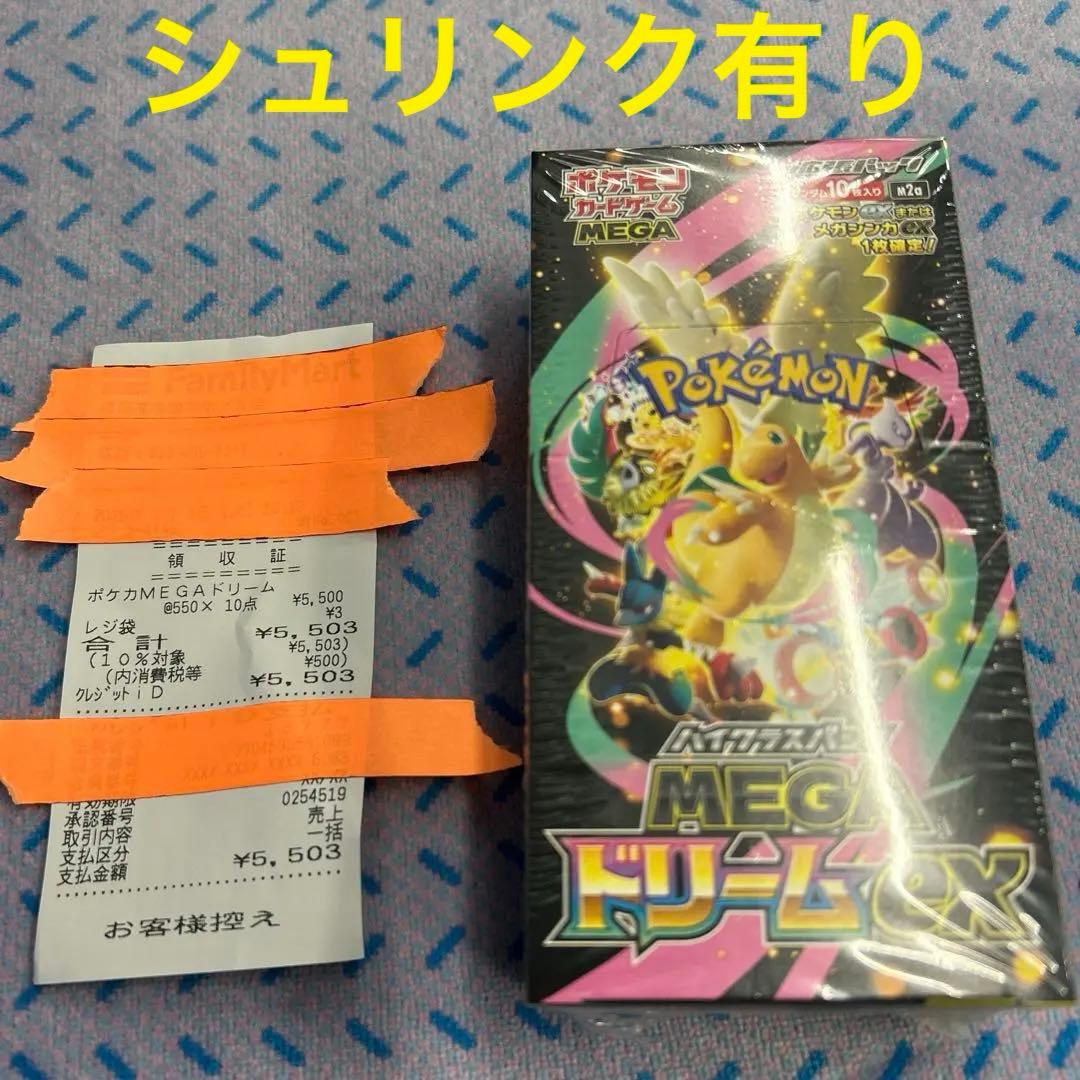 シュリンク有り
FamilyMart
領 収 証
ポケカMEGAドリーム
@550× 10点 ¥5,500
レジ袋 ¥3
合 計 ¥5,503
(10%対象 ¥5,503)
(内消費税等 ¥500)
クレジットiD ¥5,503
有効期限 XX/XX
承認番号 0254519
取引内容 売上
支払区分 一括
支払金額 ¥5,503
お客様控え
ポケモン
カードゲーム
MEGA
10枚入り M2a
ポケモンexまたは
メガシンカex
1枚確定!
POKéMON
ハイクラスパック
MEGA
ドリームex